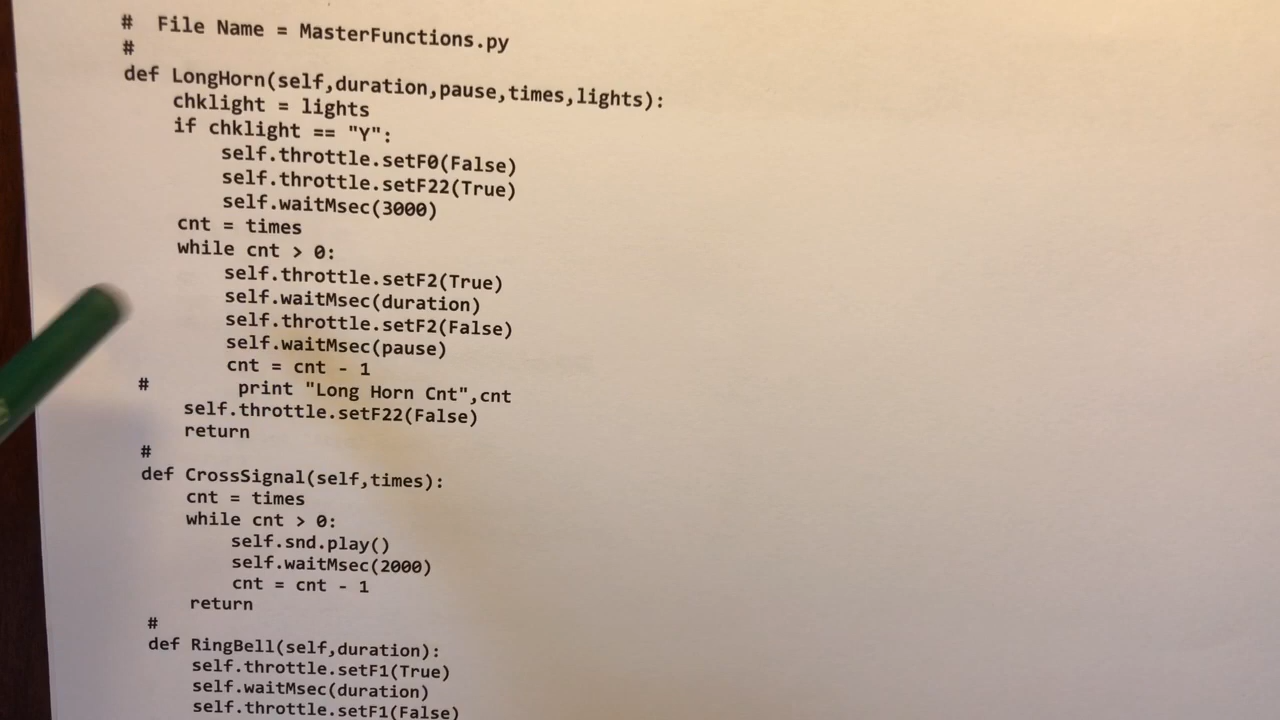 #  File Name = MasterFunctions.py
#
def LongHorn(self,duration,pause,times,lights):
    chklight = lights
    if chklight == "Y":
        self.throttle.setF0(False)
        self.throttle.setF22(True)
        self.waitMsec(3000)
    cnt = times
    while cnt > 0:
        self.throttle.setF2(True)
        self.waitMsec(duration)
        self.throttle.setF2(False)
        self.waitMsec(pause)
        cnt = cnt - 1
#        print "Long Horn Cnt",cnt
    self.throttle.setF22(False)
    return
#
def CrossSignal(self,times):
    cnt = times
    while cnt > 0:
        self.snd.play()
        self.waitMsec(2000)
        cnt = cnt - 1
    return
#
def RingBell(self,duration):
    self.throttle.setF1(True)
    self.waitMsec(duration)
    self.throttle.setF1(False)